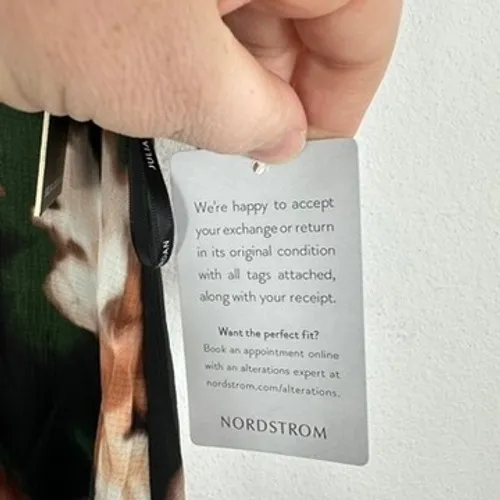 JULIA
We're happy to accept
your exchange or return
in its original condition
with all tags attached,
along with your receipt.
Want the perfect fit?
Book an appointment online
with an alterations expert at
nordstrom.com/alterations.
NORDSTROM